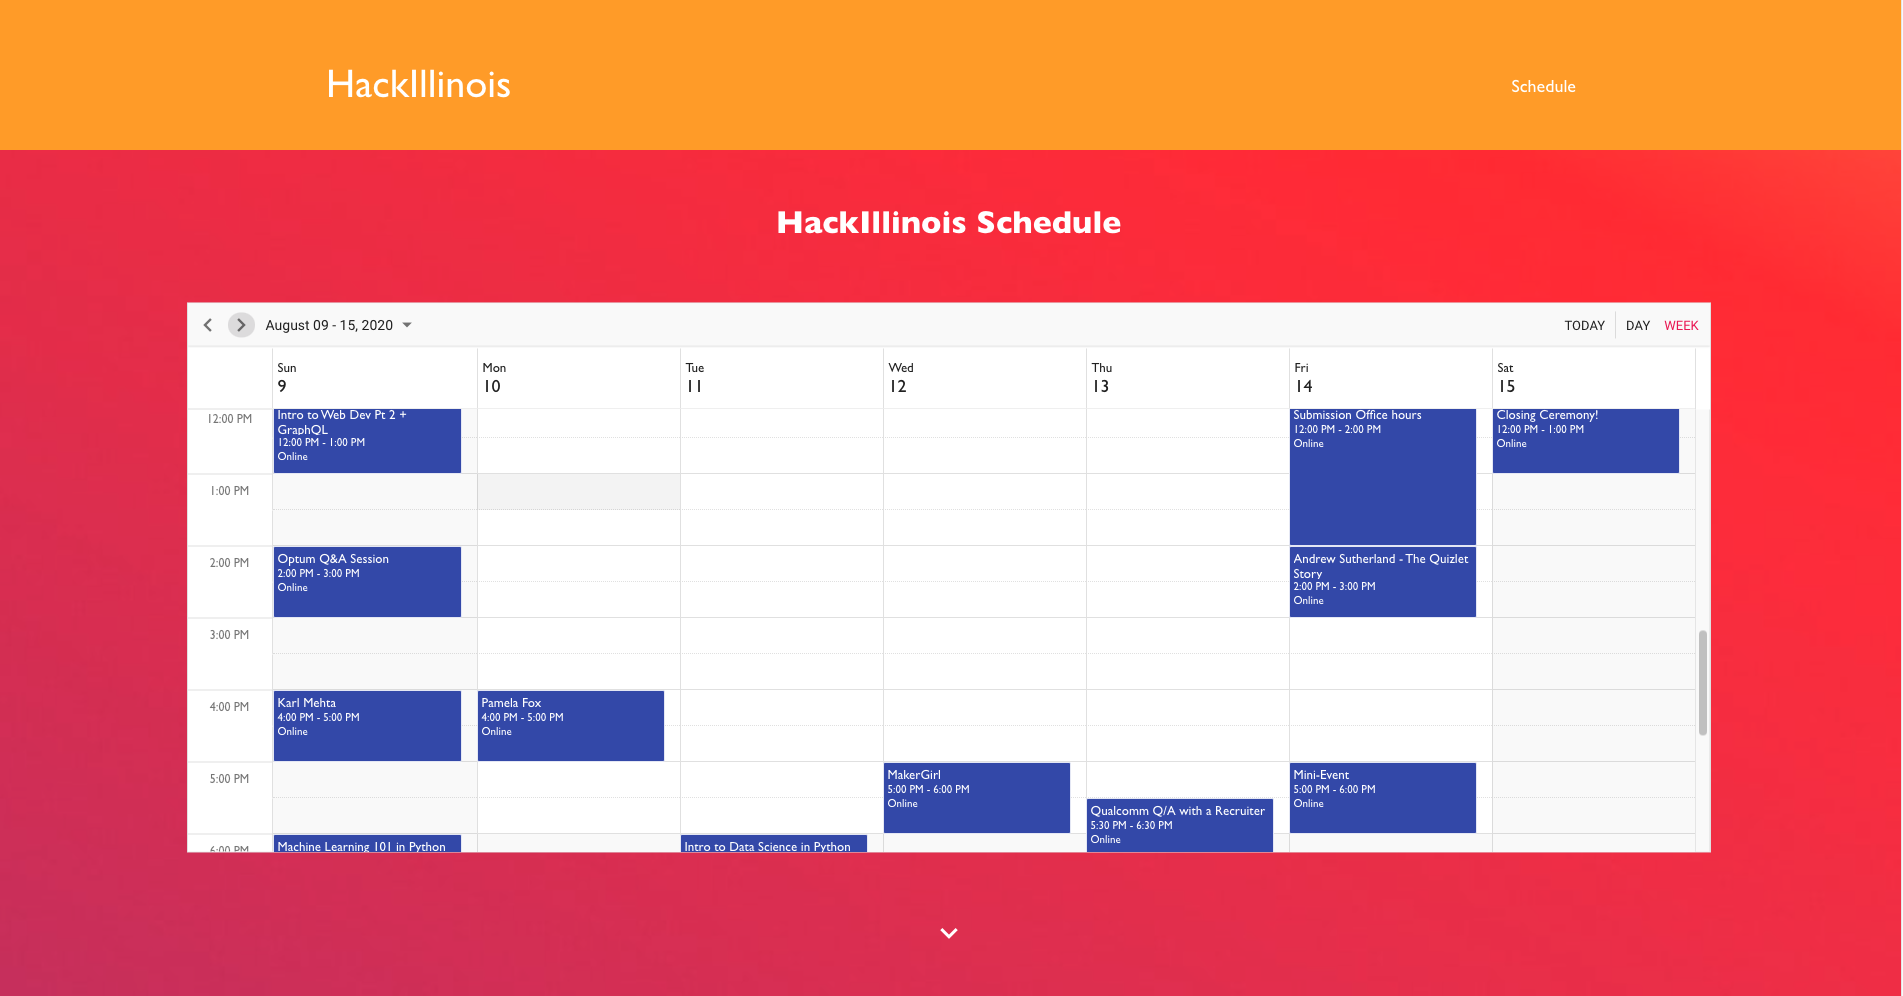 HackIllinois
Schedule
HackIllinois Schedule
August 09 - 15, 2020
TODAY
DAY
WEEK
Sun
9
Mon
10
Tue
11
Wed
12
Thu
13
Fri
14
Sat
15
12:00 PM
1:00 PM
2:00 PM
3:00 PM
4:00 PM
5:00 PM
6:00 PM
Intro to Web Dev Pt 2 +
GraphQL
12:00 PM - 1:00 PM
Online
Optum Q&A Session
2:00 PM - 3:00 PM
Online
Karl Mehta
4:00 PM - 5:00 PM
Online
Machine Learning 101 in Python
Pamela Fox
4:00 PM - 5:00 PM
Online
Intro to Data Science in Python
MakerGirl
5:00 PM - 6:00 PM
Online
Qualcomm Q/A with a Recruiter
5:30 PM - 6:30 PM
Online
Submission Office hours
12:00 PM - 2:00 PM
Online
Andrew Sutherland - The Quizlet
Story
2:00 PM - 3:00 PM
Online
Mini-Event
5:00 PM - 6:00 PM
Online
Closing Ceremony!
12:00 PM - 1:00 PM
Online